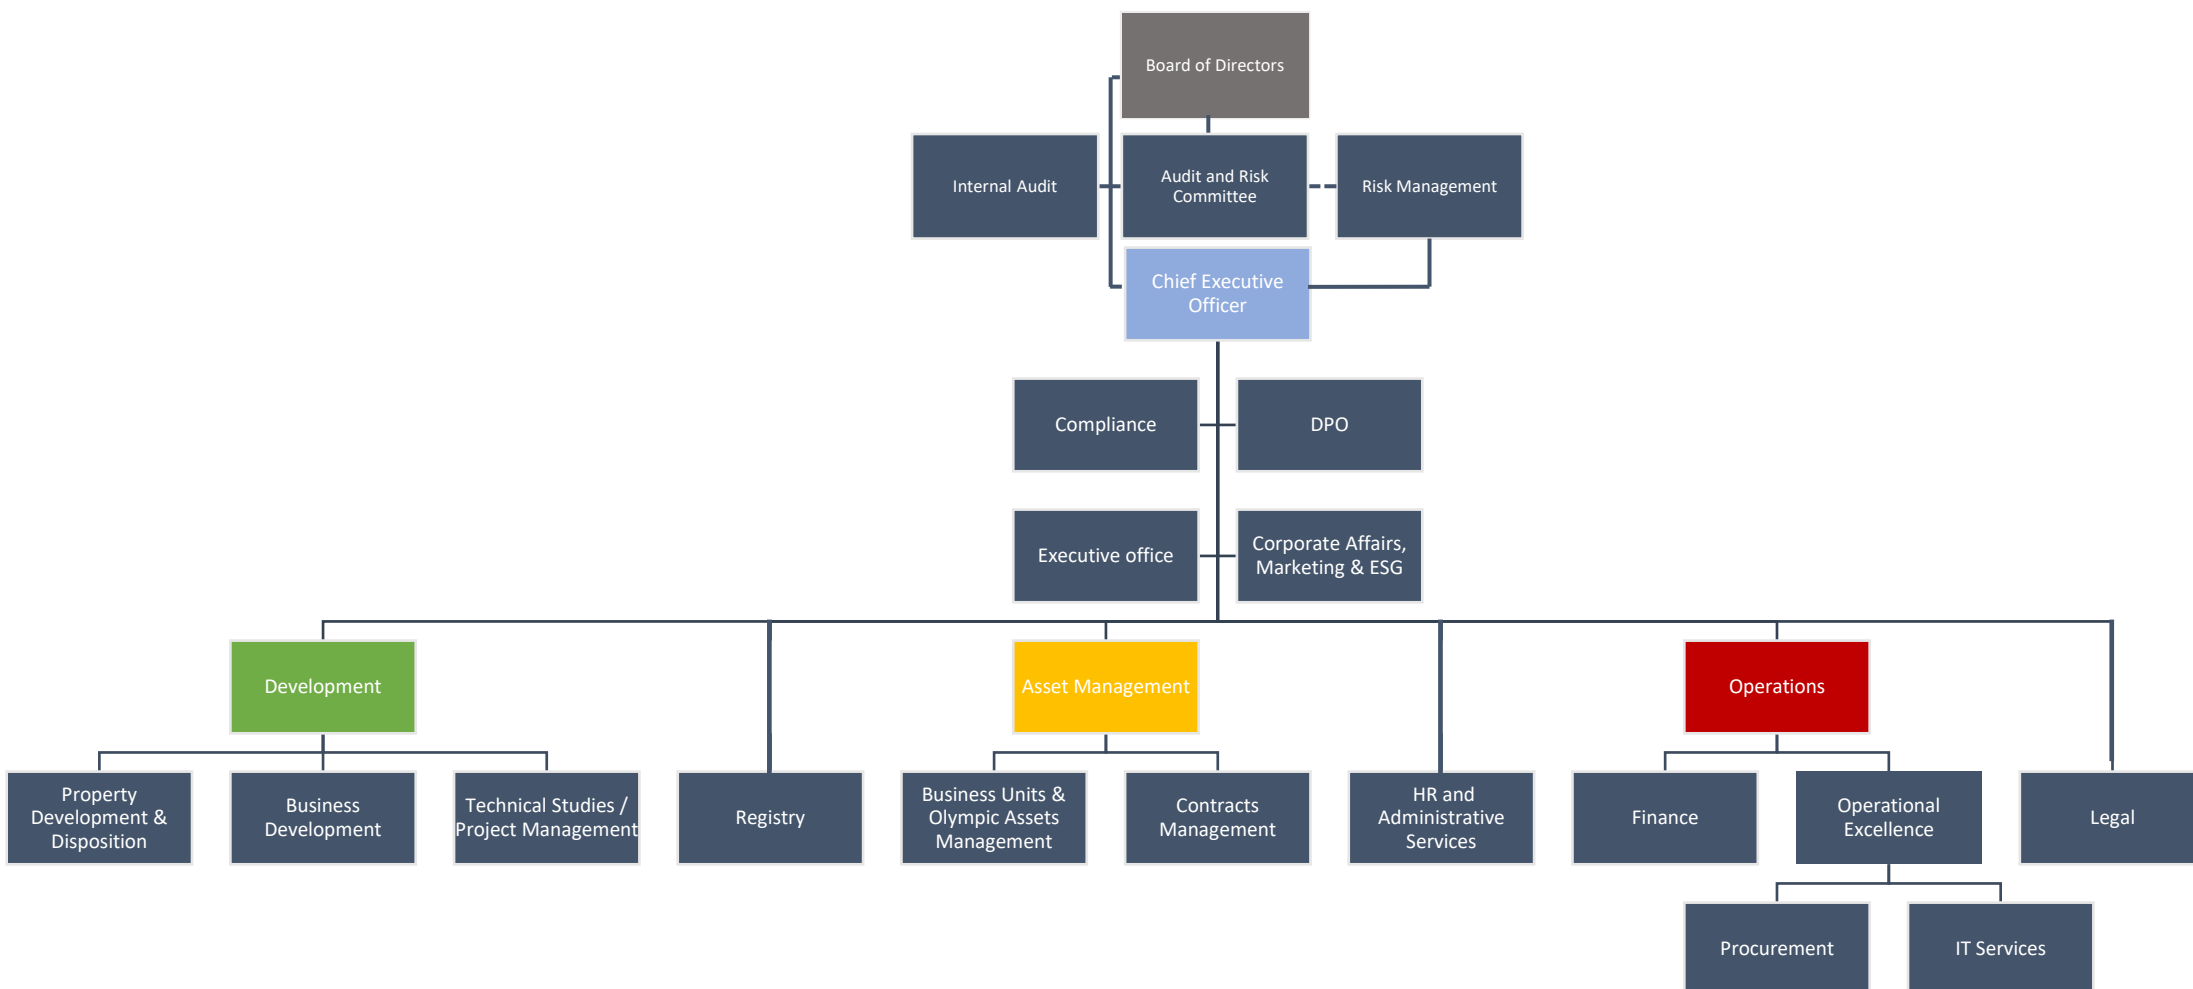 Board of Directors
Internal Audit
Audit and Risk
Committee
Risk Management
Chief Executive
Officer
Compliance
DPO
Executive office
Corporate Affairs,
Marketing & ESG
Development
Asset Management
Operations
Property
Development &
Disposition
Business
Development
Technical Studies /
Project Management
Registry
Business Units &
Olympic Assets
Management
Contracts
Management
HR and
Administrative
Services
Finance
Operational
Excellence
Legal
Procurement
IT Services